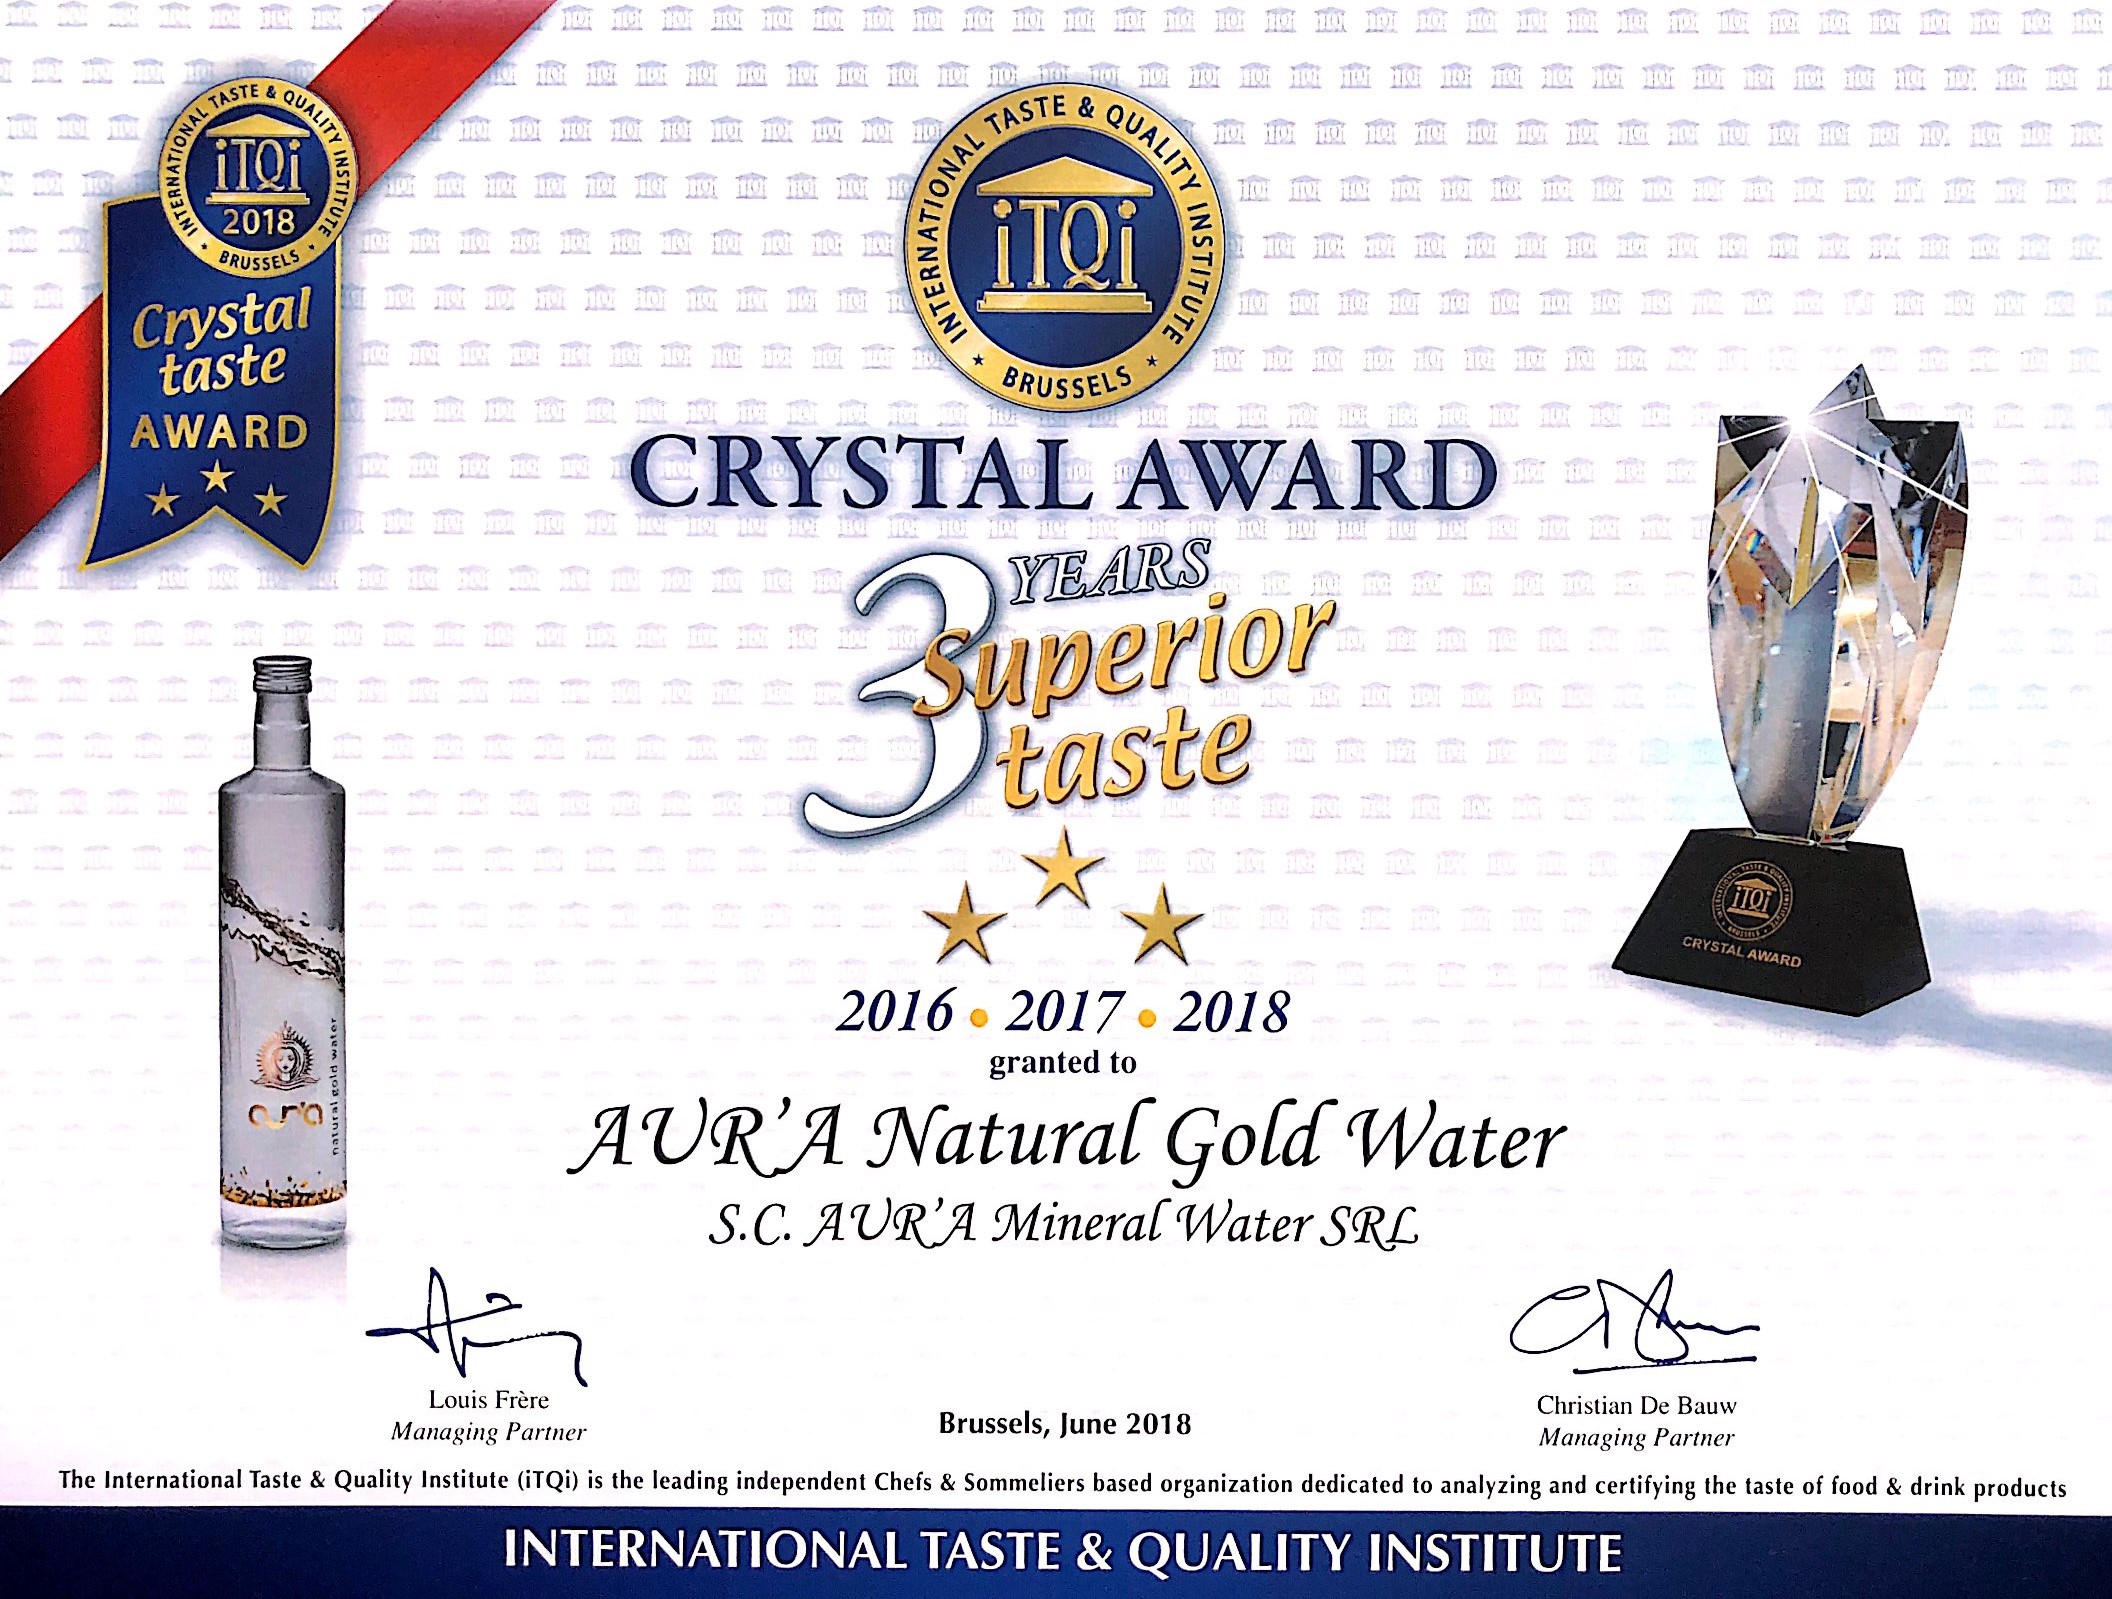 INTERNATIONAL TASTE & QUALITY INSTITUTE
iTQi
2018
BRUSSELS
Crystal
taste
AWARD
INTERNATIONAL TASTE & QUALITY INSTITUTE
iTQi
BRUSSELS
CRYSTAL AWARD
3 YEARS
Superior
taste
iTQi
CRYSTAL AWARD
2016 • 2017 • 2018
granted to
AUR'A Natural Gold Water
S.C. AUR'A Mineral Water SRL
aur'a
natural gold water
Louis Frère
Managing Partner
Brussels, June 2018
Christian De Bauw
Managing Partner
The International Taste & Quality Institute (iTQi) is the leading independent Chefs & Sommeliers based organization dedicated to analyzing and certifying the taste of food & drink products
INTERNATIONAL TASTE & QUALITY INSTITUTE